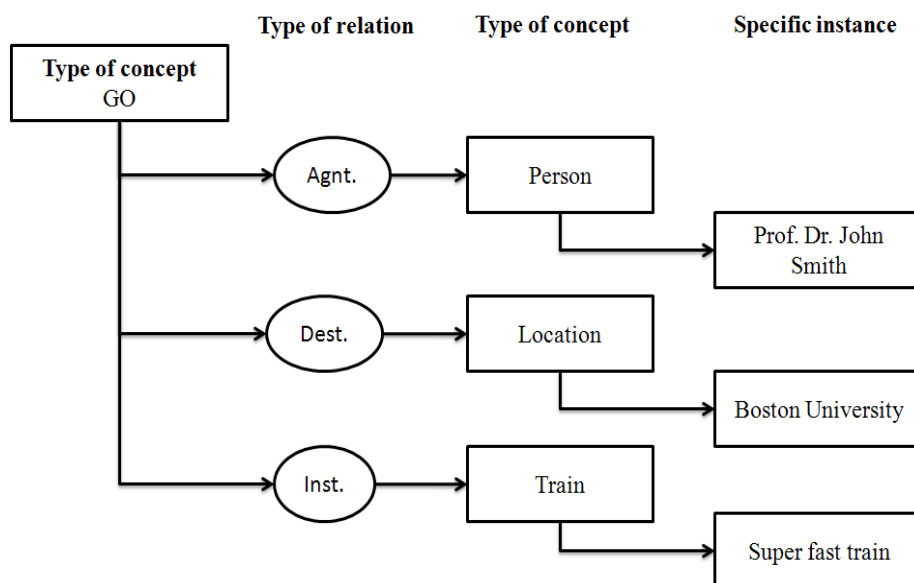 Type of relation
Type of concept
Specific instance
Type of concept
GO
Agnt.
Person
Prof. Dr. John
Smith
Dest.
Location
Boston University
Inst.
Train
Super fast train